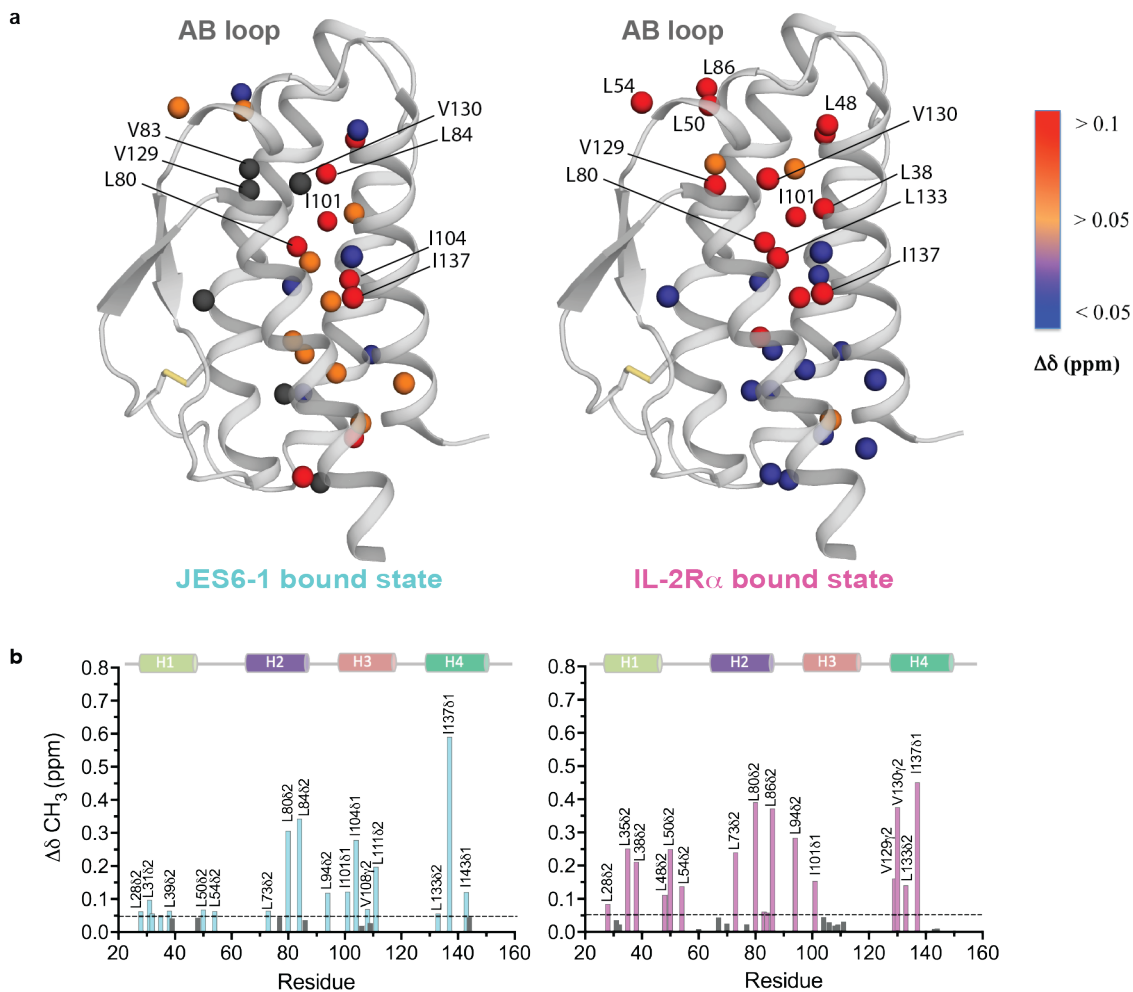 a
AB loop
V83
V129
L80
V130
L84
I101
I104
I137
JES6-1 bound state
AB loop
L54
L86
L50
L48
V130
V129
L80
I101
L38
L133
I137
IL-2Rα bound state
> 0.1
> 0.05
< 0.05
Δδ (ppm)
b
H1 H2 H3 H4
0.8
0.7
0.6
0.5
0.4
0.3
0.2
0.1
0.0
Δδ CH3 (ppm)
L28δ2
L31δ2
L39δ2
L50δ2
L54δ2
L73δ2
L80δ2
L84δ2
L94δ2
I101δ1
I104δ1
V108γ2
L111δ2
L133δ2
I137δ1
I143δ1
20 40 60 80 100 120 140 160
Residue
H1 H2 H3 H4
0.8
0.7
0.6
0.5
0.4
0.3
0.2
0.1
0.0
L28δ2
L35δ2
L38δ2
L48δ2
L50δ2
L54δ2
L73δ2
L80δ2
L86δ2
L94δ2
I101δ1
V129γ2
V130γ2
L133δ2
I137δ1
20 40 60 80 100 120 140 160
Residue